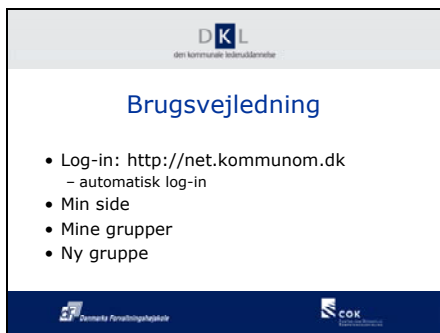 DKL
den kommunale lederuddannelse
Brugsvejledning
• Log-in: http://net.kommunom.dk
– automatisk log-in
• Min side
• Mine grupper
• Ny gruppe
Danmarks Forvaltningshøjskole
COK